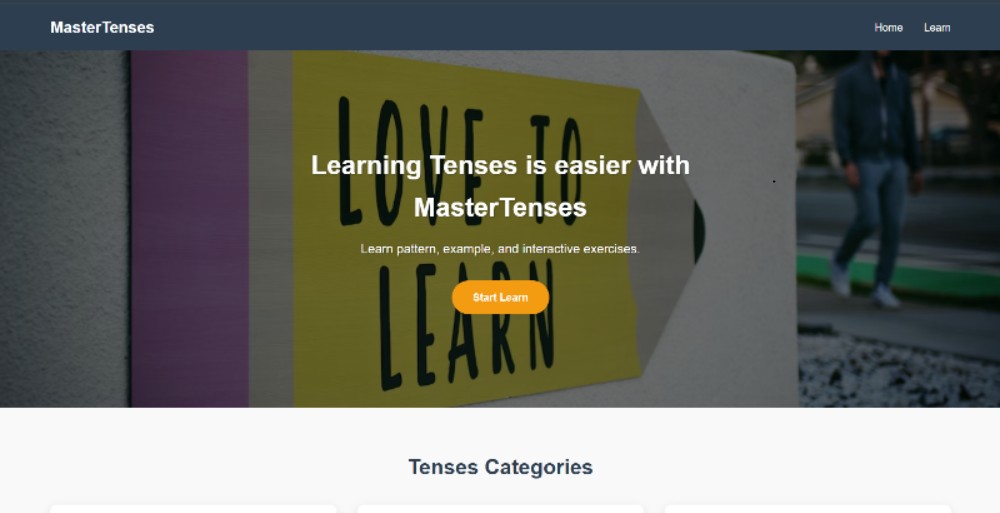 MasterTenses
Home Learn
LOVE TO
Learning Tenses is easier with
MasterTenses
Learn pattern, example, and interactive exercises.
LEARN
Start Learn
Tenses Categories